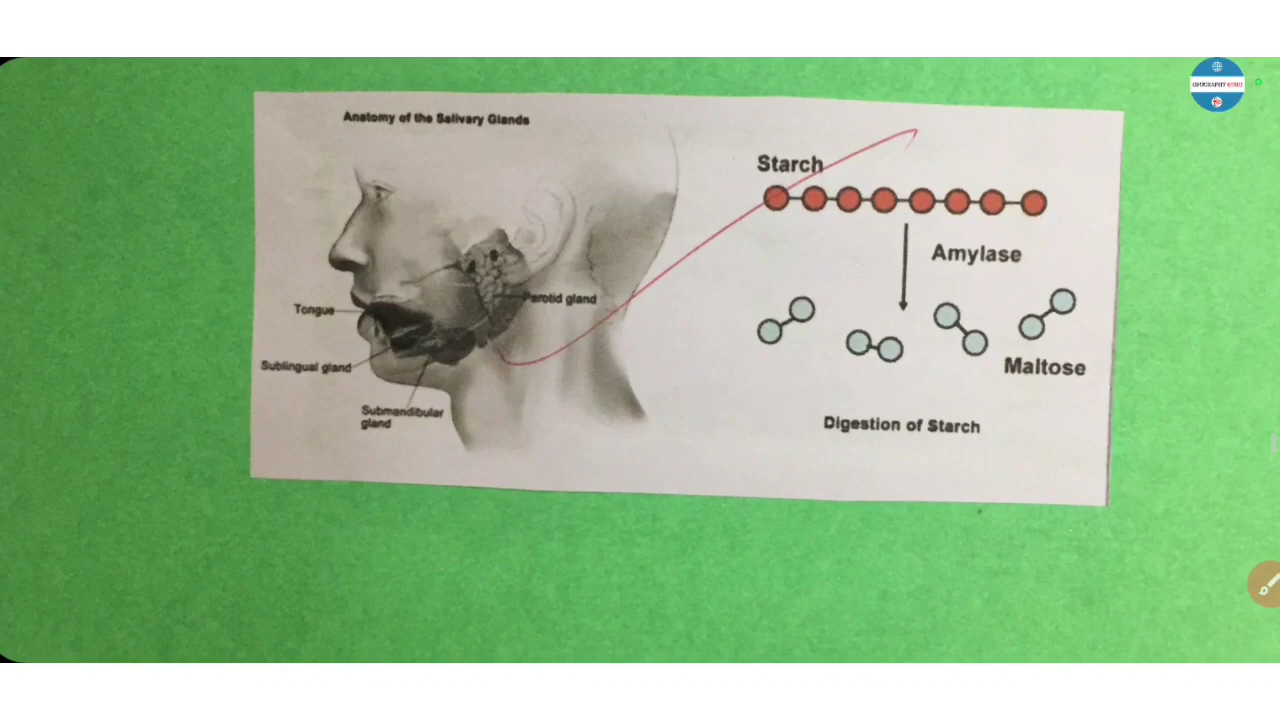 Anatomy of the Salivary Glands
Tongue
Parotid gland
Sublingual gland
Submandibular
gland
Starch
Amylase
Maltose
Digestion of Starch